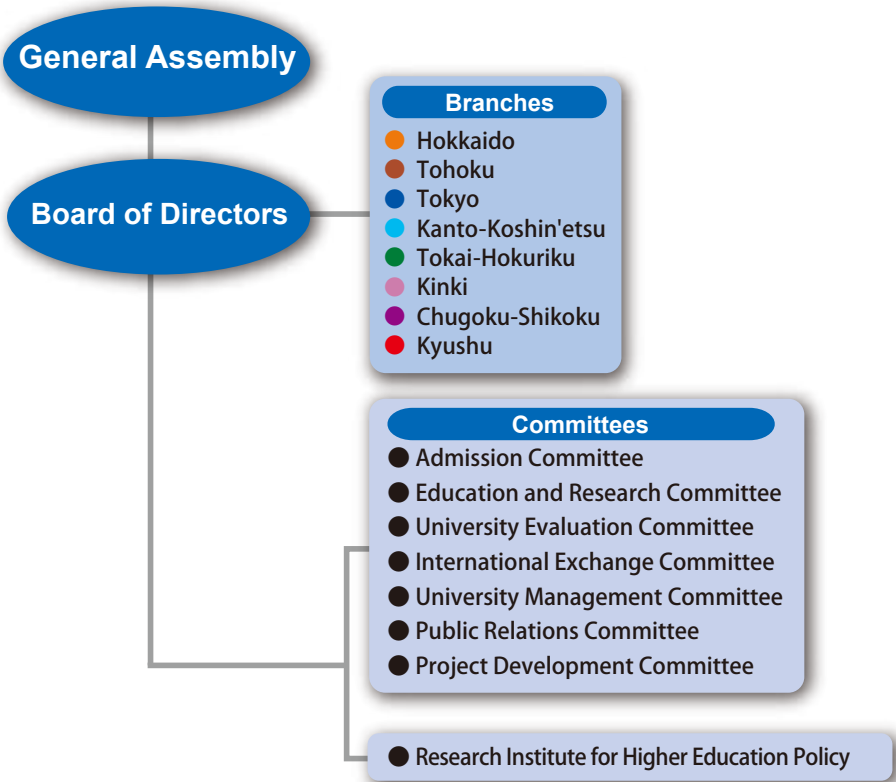 General Assembly
Board of Directors
Branches
Hokkaido
Tohoku
Tokyo
Kanto-Koshin'etsu
Tokai-Hokuriku
Kinki
Chugoku-Shikoku
Kyushu
Committees
Admission Committee
Education and Research Committee
University Evaluation Committee
International Exchange Committee
University Management Committee
Public Relations Committee
Project Development Committee
Research Institute for Higher Education Policy